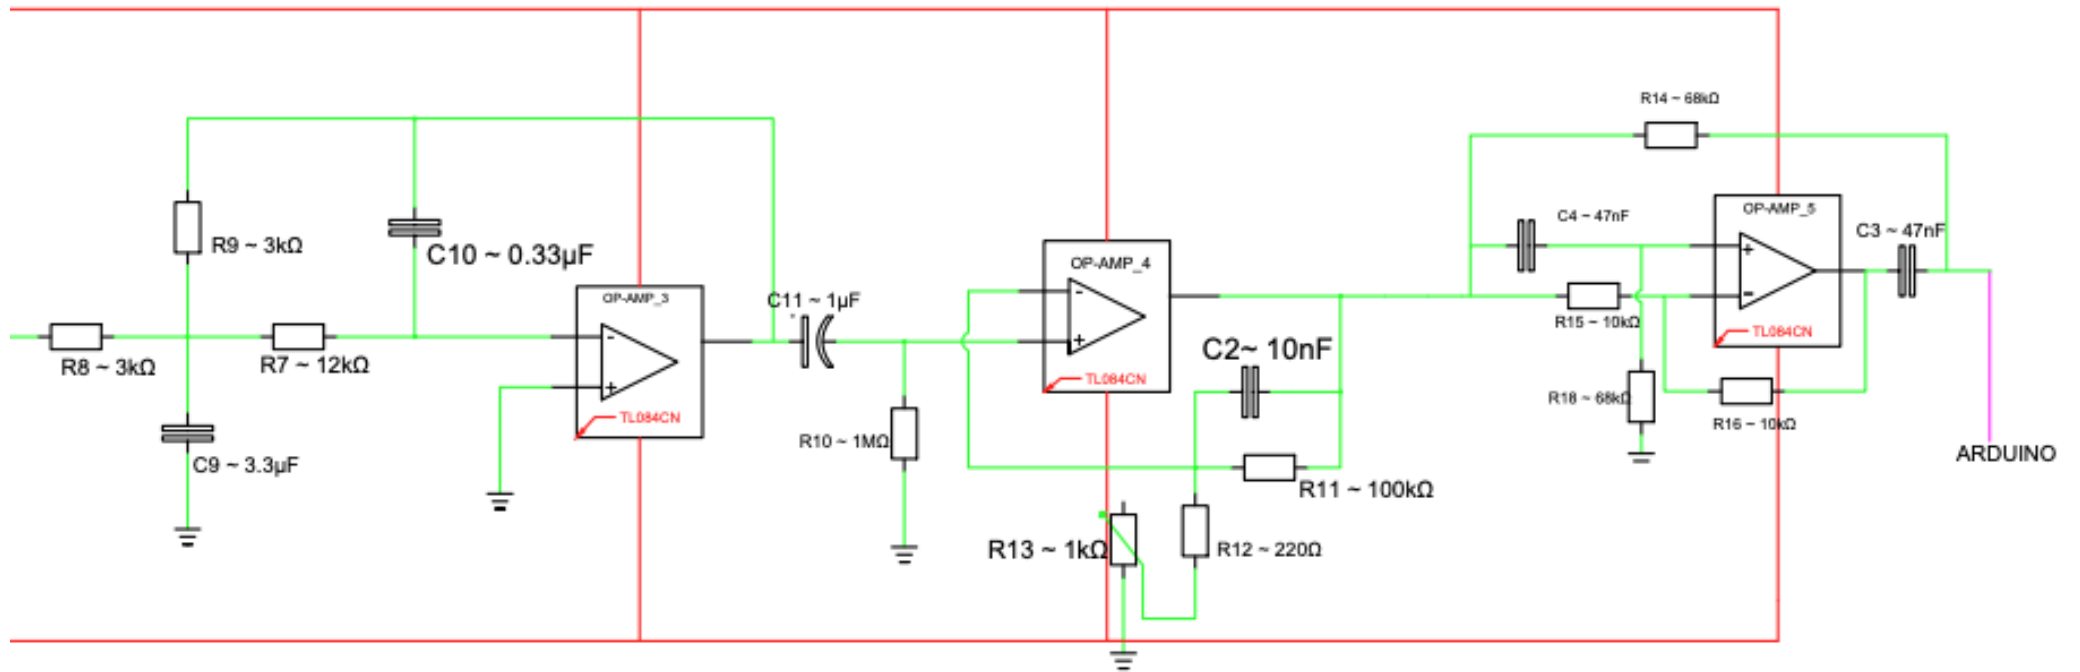 R14 ~ 68kΩ
OP-AMP_5
C4 ~ 47nF
C3 ~ 47nF
R9 ~ 3kΩ
C10 ~ 0.33µF
OP-AMP_4
OP-AMP_3
C11 ~ 1µF
+
-
-
+
R15 ~ 10kΩ
TL084CN
C2~ 10nF
R8 ~ 3kΩ
R7 ~ 12kΩ
-
+
TL084CN
R18 ~ 68kΩ
TL084CN
R16 ~ 10kΩ
R10 ~ 1MΩ
C9 ~ 3.3µF
ARDUINO
R11 ~ 100kΩ
R13 ~ 1kΩ
R12 ~ 220Ω